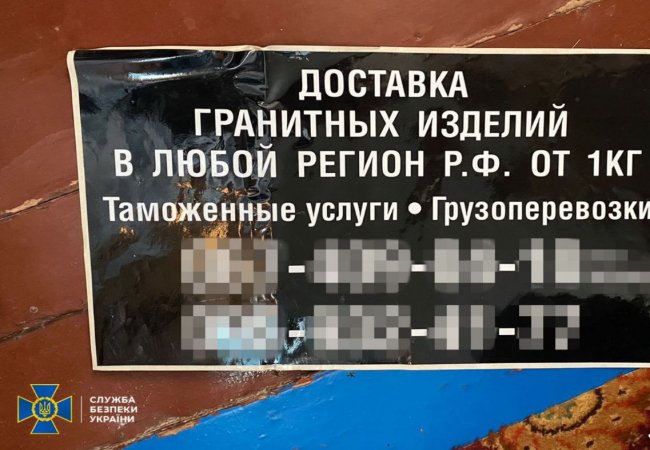 ДОСТАВКА
ГРАНИТНЫХ ИЗДЕЛИЙ
В ЛЮБОЙ РЕГИОН Р.Ф. ОТ 1КГ
Таможенные услуги • Грузоперевозки
СЛУЖБА
БЕЗПЕКИ
УКРАЇНИ